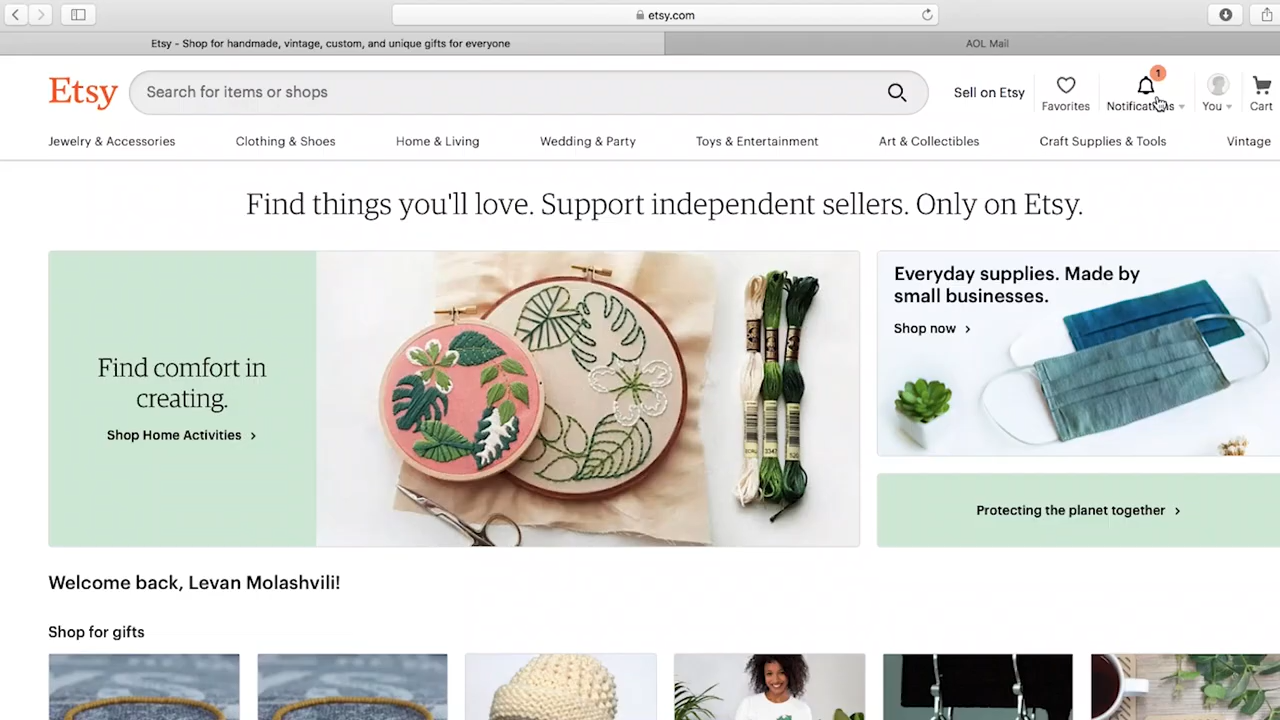 etsy.com
Etsy - Shop for handmade, vintage, custom, and unique gifts for everyone
AOL Mail
Etsy
Search for items or shops
Sell on Etsy
Favorites
1
Notifications
You
Cart
Jewelry & Accessories
Clothing & Shoes
Home & Living
Wedding & Party
Toys & Entertainment
Art & Collectibles
Craft Supplies & Tools
Vintage
Find things you'll love. Support independent sellers. Only on Etsy.
Find comfort in
creating.
Shop Home Activities
Everyday supplies. Made by
small businesses.
Shop now
Protecting the planet together
Welcome back, Levan Molashvili!
Shop for gifts